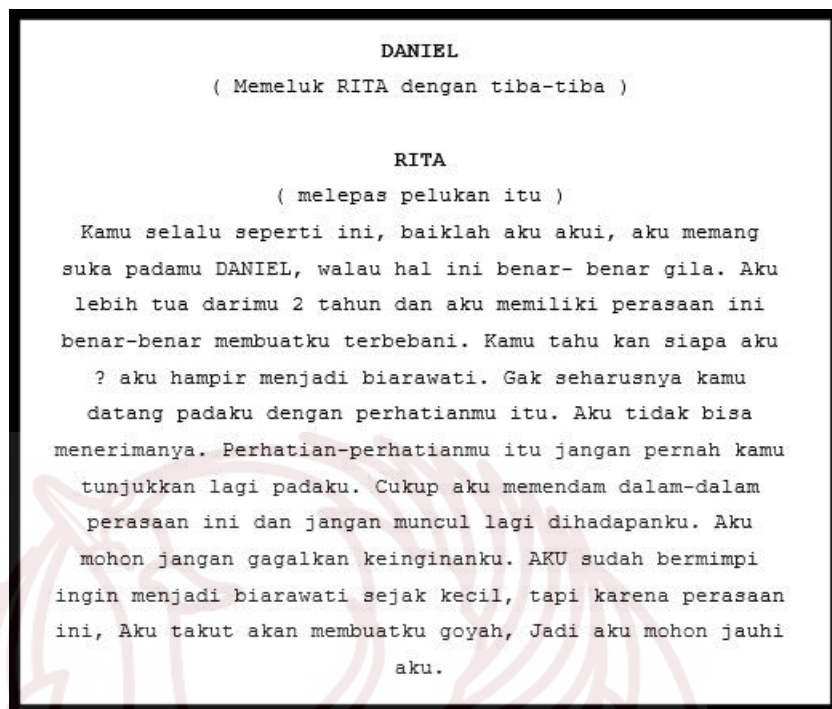 DANIEL
( Memeluk RITA dengan tiba-tiba )
RITA
( melepas pelukan itu )
Kamu selalu seperti ini, baiklah aku akui, aku memang
suka padamu DANIEL, walau hal ini benar- benar gila. Aku
lebih tua darimu 2 tahun dan aku memiliki perasaan ini
benar-benar membuatku terbebani. Kamu tahu kan siapa aku
? aku hampir menjadi biarawati. Gak seharusnya kamu
datang padaku dengan perhatianmu itu. Aku tidak bisa
menerimanya. Perhatian-perhatianmu itu jangan pernah kamu
tunjukkan lagi padaku. Cukup aku memendam dalam-dalam
perasaan ini dan jangan muncul lagi dihadapanku. Aku
mohon jangan gagalkan keinginanku. AKU sudah bermimpi
ingin menjadi biarawati sejak kecil, tapi karena perasaan
ini, Aku takut akan membuatku goyah, Jadi aku mohon jauhi
aku.